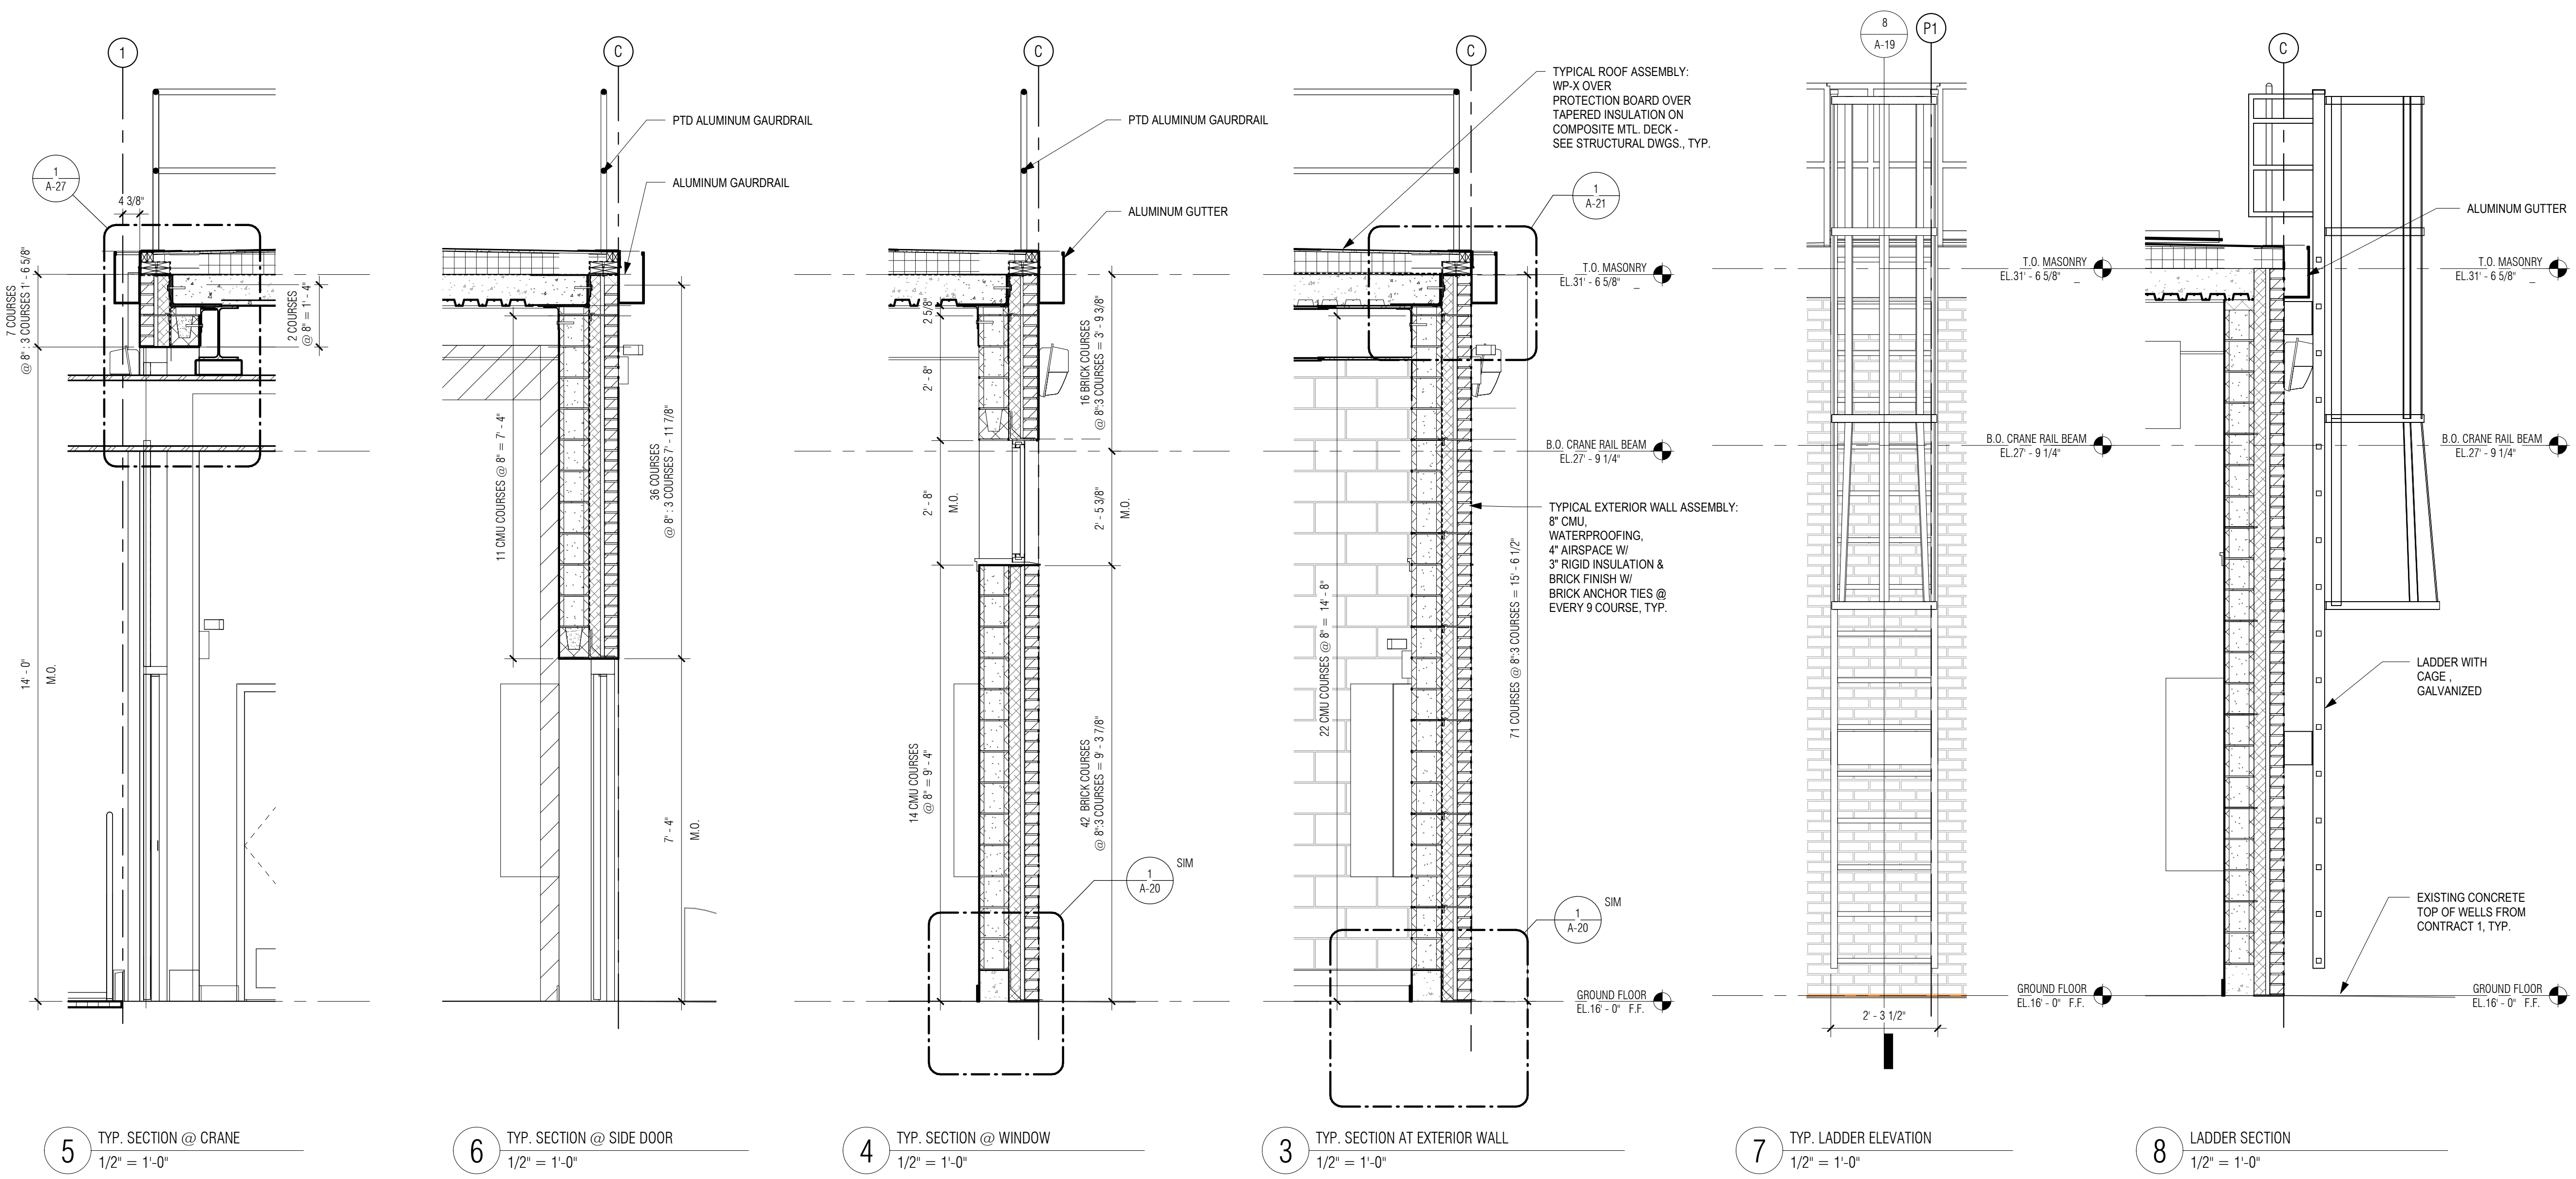 1
1
A-27
4 3/8"
7 COURSES
@ 8" : 3 COURSES 1' - 6 5/8"
2 COURSES
@ 8" = 1' - 4"
14' - 0"
M.O.
5
TYP. SECTION @ CRANE
1/2" = 1'-0"
C
PTD ALUMINUM GAURDRAIL
ALUMINUM GAURDRAIL
11 CMU COURSES @ 8" = 7' - 4"
36 COURSES
@ 8" : 3 COURSES 7' - 11 7/8"
7' - 4"
M.O.
6
TYP. SECTION @ SIDE DOOR
1/2" = 1'-0"
C
PTD ALUMINUM GAURDRAIL
ALUMINUM GUTTER
2 5/8"
2' - 8"
16 BRICK COURSES
@ 8":3 COURSES = 3' - 9 3/8"
2' - 8"
M.O.
2' - 5 3/8"
M.O.
14 CMU COURSES
@ 8" = 9' - 4"
42 BRICK COURSES
@ 8":3 COURSES = 9' - 3 7/8"
1
A-20
SIM
4
TYP. SECTION @ WINDOW
1/2" = 1'-0"
C
TYPICAL ROOF ASSEMBLY:
WP-X OVER
PROTECTION BOARD OVER
TAPERED INSULATION ON
COMPOSITE MTL. DECK -
SEE STRUCTURAL DWGS., TYP.
1
A-21
T.O. MASONRY
EL.31' - 6 5/8"
B.O. CRANE RAIL BEAM
EL.27' - 9 1/4"
TYPICAL EXTERIOR WALL ASSEMBLY:
8" CMU,
WATERPROOFING,
4" AIRSPACE W/
3" RIGID INSULATION &
BRICK FINISH W/
BRICK ANCHOR TIES @
EVERY 9 COURSE, TYP.
22 CMU COURSES @ 8" = 14' - 8"
71 COURSES @ 8":3 COURSES = 15' - 6 1/2"
1
A-20
SIM
GROUND FLOOR
EL.16' - 0" F.F.
3
TYP. SECTION AT EXTERIOR WALL
1/2" = 1'-0"
8
A-19
P1
T.O. MASONRY
EL.31' - 6 5/8"
B.O. CRANE RAIL BEAM
EL.27' - 9 1/4"
GROUND FLOOR
EL.16' - 0" F.F.
2' - 3 1/2"
7
TYP. LADDER ELEVATION
1/2" = 1'-0"
C
ALUMINUM GUTTER
T.O. MASONRY
EL.31' - 6 5/8"
B.O. CRANE RAIL BEAM
EL.27' - 9 1/4"
LADDER WITH
CAGE ,
GALVANIZED
EXISTING CONCRETE
TOP OF WELLS FROM
CONTRACT 1, TYP.
GROUND FLOOR
EL.16' - 0" F.F.
8
LADDER SECTION
1/2" = 1'-0"